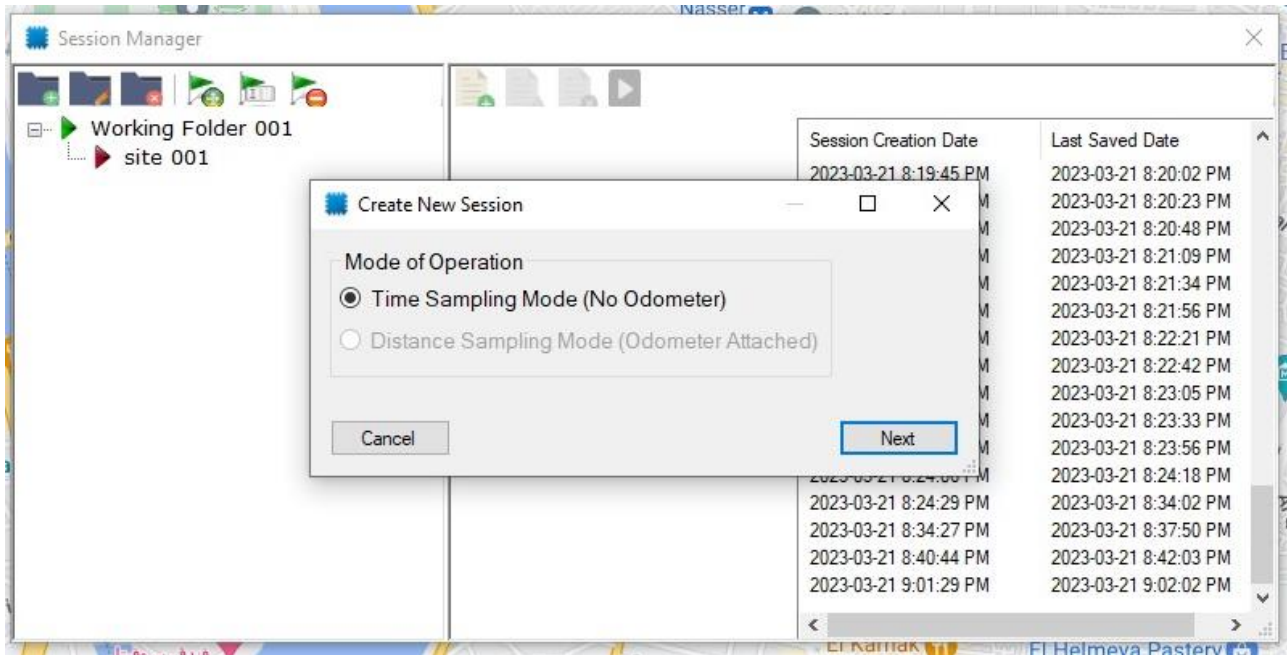 Nasser
Session Manager
Working Folder 001
site 001
Session Creation Date Last Saved Date
2023-03-21 8:19:45 PM 2023-03-21 8:20:02 PM
M 2023-03-21 8:20:23 PM
M 2023-03-21 8:20:48 PM
M 2023-03-21 8:21:09 PM
M 2023-03-21 8:21:34 PM
M 2023-03-21 8:21:56 PM
M 2023-03-21 8:22:21 PM
M 2023-03-21 8:22:42 PM
M 2023-03-21 8:23:05 PM
M 2023-03-21 8:23:33 PM
M 2023-03-21 8:23:56 PM
2023-03-21 8:24:18 PM
2023-03-21 8:24:29 PM 2023-03-21 8:34:02 PM
2023-03-21 8:34:27 PM 2023-03-21 8:37:50 PM
2023-03-21 8:40:44 PM 2023-03-21 8:42:03 PM
2023-03-21 9:01:29 PM 2023-03-21 9:02:02 PM
Create New Session
Mode of Operation
Time Sampling Mode (No Odometer)
Distance Sampling Mode (Odometer Attached)
Cancel Next
El Karnak
El Helmeya Pastery